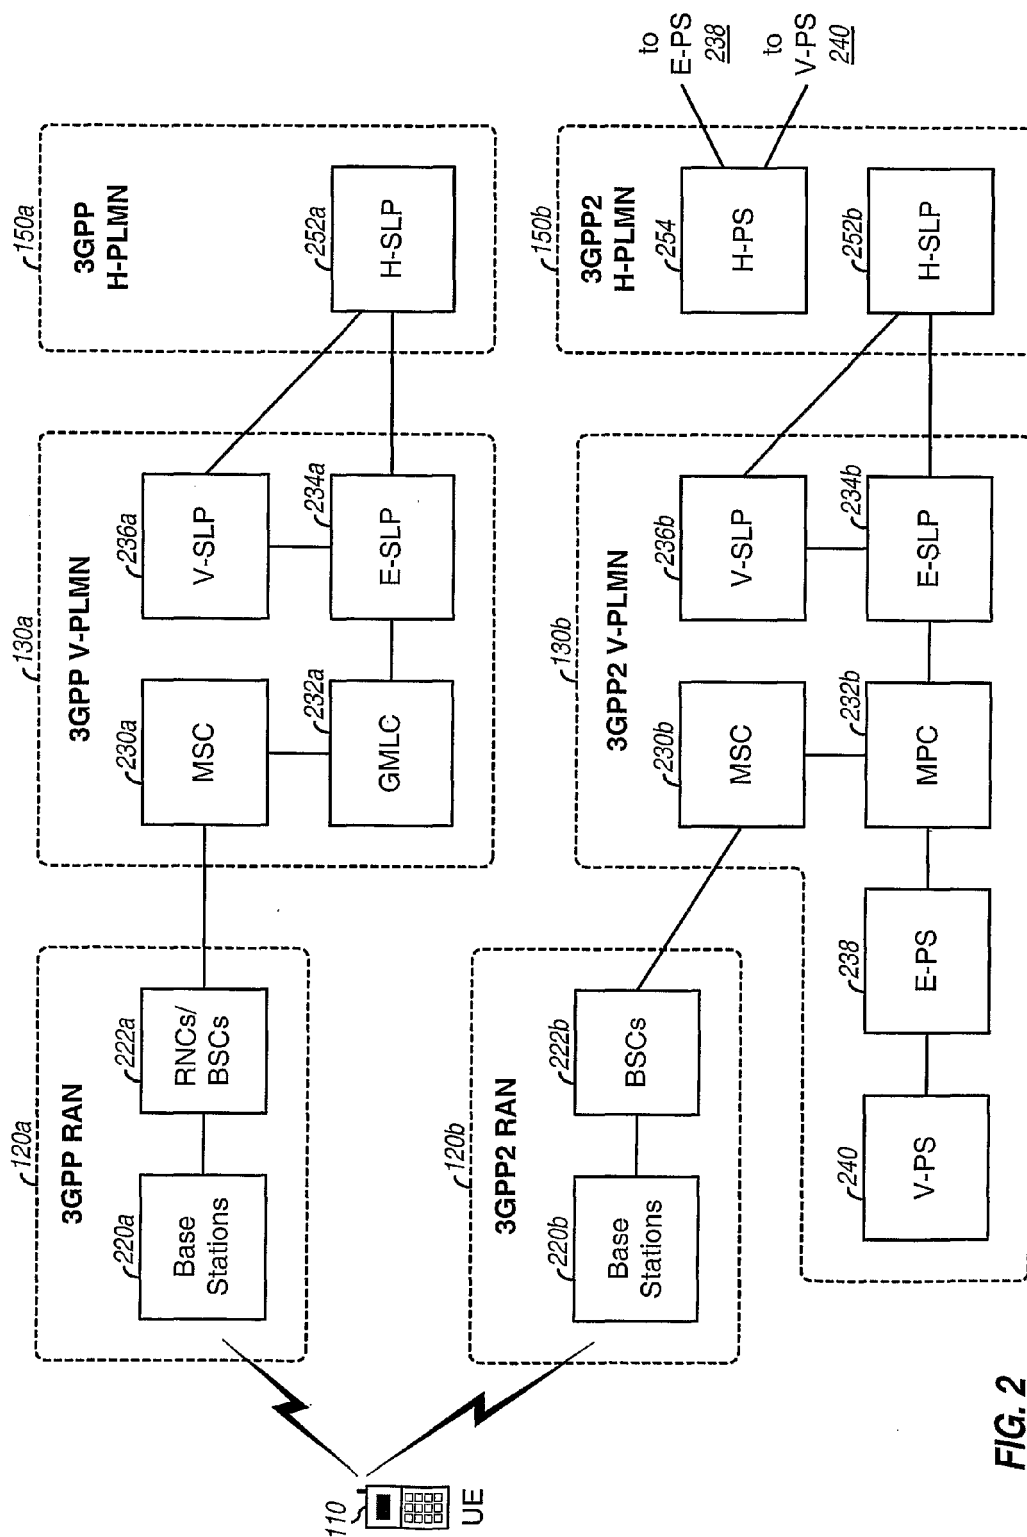 110
UE
120a
3GPP RAN
220a
Base
Stations
222a
RNCs/
BSCs
130a
3GPP V-PLMN
230a
MSC
236a
V-SLP
232a
GMLC
234a
E-SLP
150a
3GPP
H-PLMN
252a
H-SLP
120b
3GPP2 RAN
220b
Base
Stations
222b
BSCs
130b
3GPP2 V-PLMN
230b
MSC
236b
V-SLP
240
V-PS
238
E-PS
232b
MPC
234b
E-SLP
150b
3GPP2
H-PLMN
254
H-PS
252b
H-SLP
to
E-PS
238
to
V-PS
240
FIG. 2